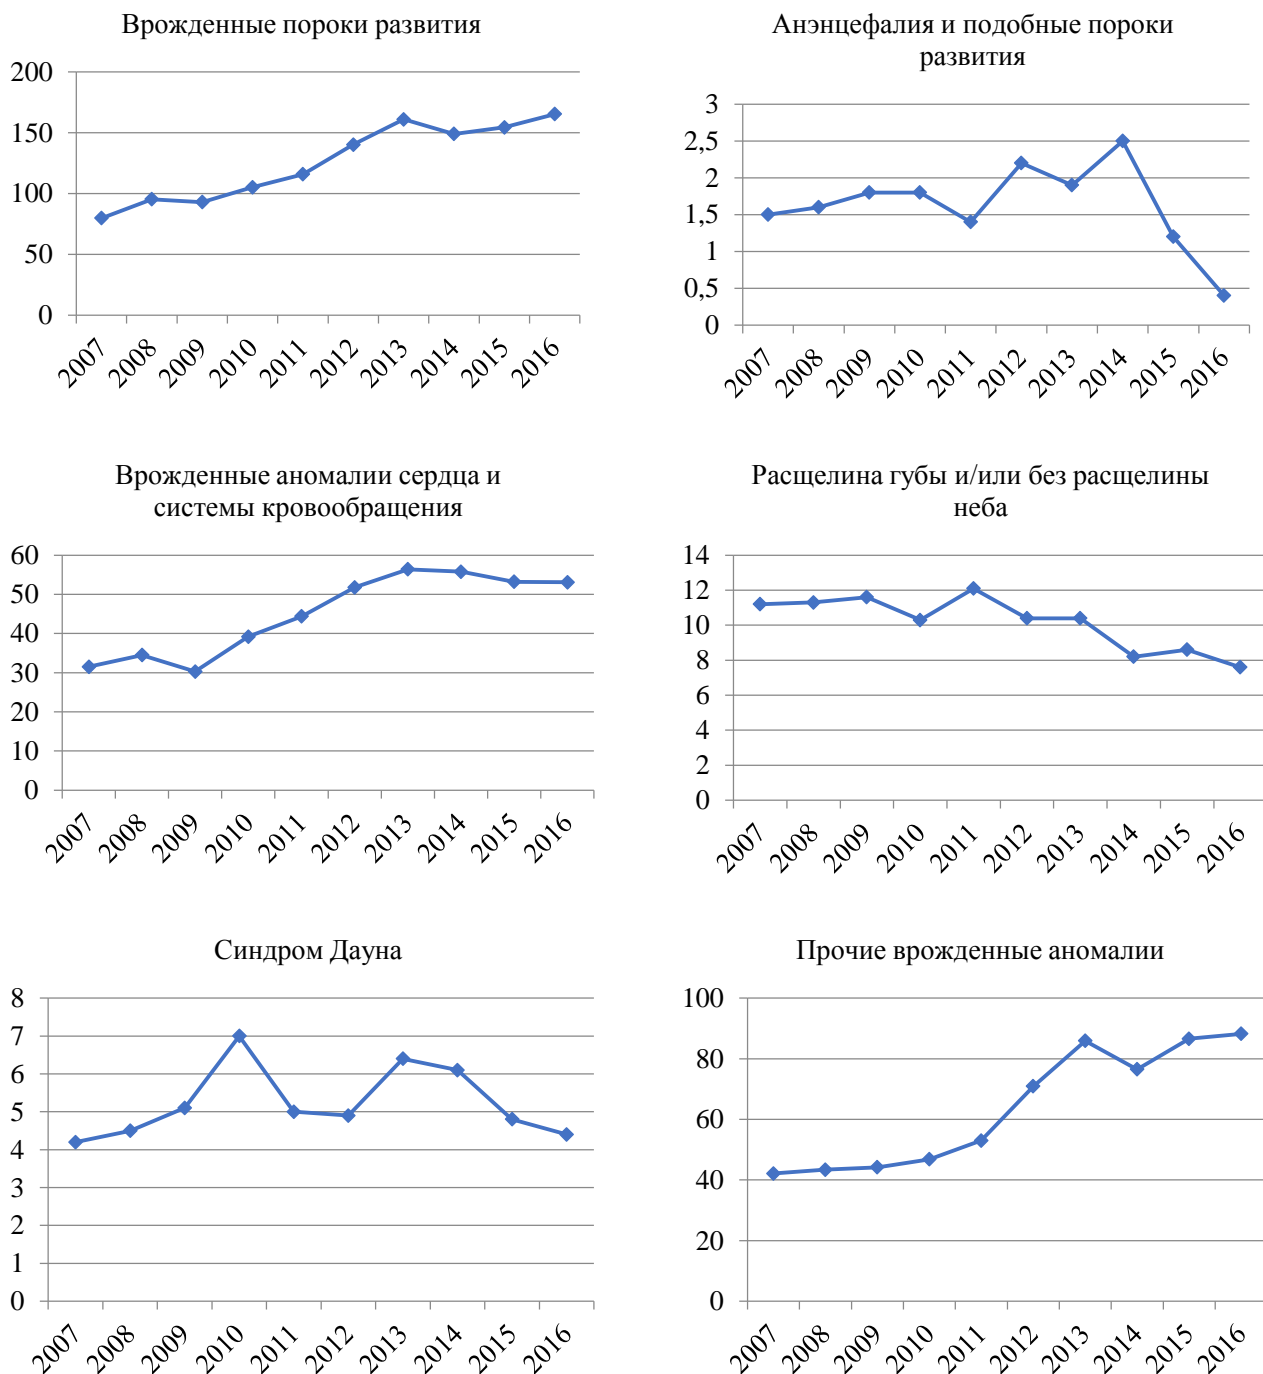 Врожденные пороки развития
200
150
100
50
0
2007 2008 2009 2010 2011 2012 2013 2014 2015 2016
Анэнцефалия и подобные пороки
развития
3
2,5
2
1,5
1
0,5
0
2007 2008 2009 2010 2011 2012 2013 2014 2015 2016
Врожденные аномалии сердца и
системы кровообращения
60
50
40
30
20
10
0
2007 2008 2009 2010 2011 2012 2013 2014 2015 2016
Расщелина губы и/или без расщелины
неба
14
12
10
8
6
4
2
0
2007 2008 2009 2010 2011 2012 2013 2014 2015 2016
Синдром Дауна
8
7
6
5
4
3
2
1
0
2007 2008 2009 2010 2011 2012 2013 2014 2015 2016
Прочие врожденные аномалии
100
80
60
40
20
0
2007 2008 2009 2010 2011 2012 2013 2014 2015 2016